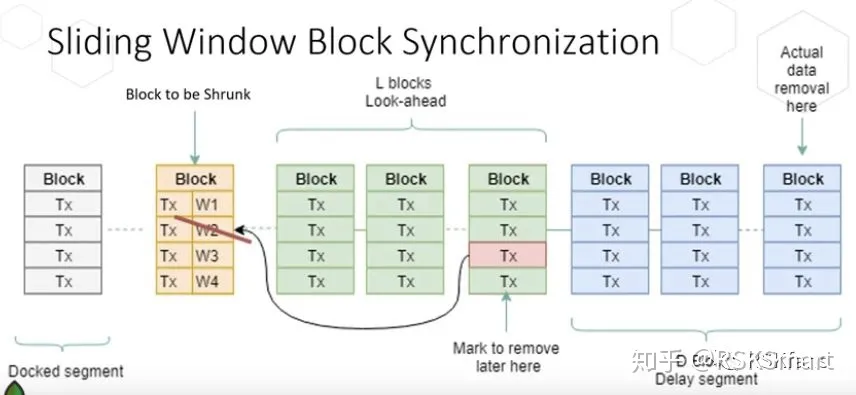 Sliding Window Block Synchronization
Actual
data
removal
here
L blocks
Look-ahead
Block to be Shrunk
Block Block Block Block Block Block Block Block
Tx Tx W1 Tx Tx Tx Tx Tx Tx
Tx Tx W2 Tx Tx Tx Tx Tx Tx
Tx Tx W3 Tx Tx Tx Tx Tx Tx
Tx Tx W4 Tx Tx Tx Tx Tx Tx
Mark to remove
later here
Docked segment
D
知乎 @RSKSmart
Delay segment